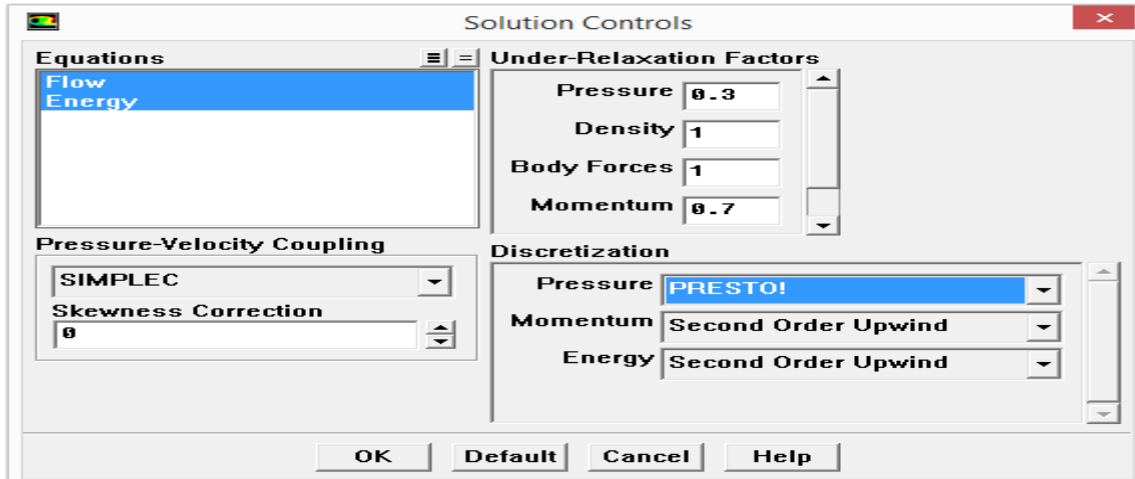 Solution Controls
Equations
Flow
Energy
Under-Relaxation Factors
Pressure 0.3
Density 1
Body Forces 1
Momentum 0.7
Pressure-Velocity Coupling
SIMPLEC
Skewness Correction
0
Discretization
Pressure PRESTO!
Momentum Second Order Upwind
Energy Second Order Upwind
OK Default Cancel Help